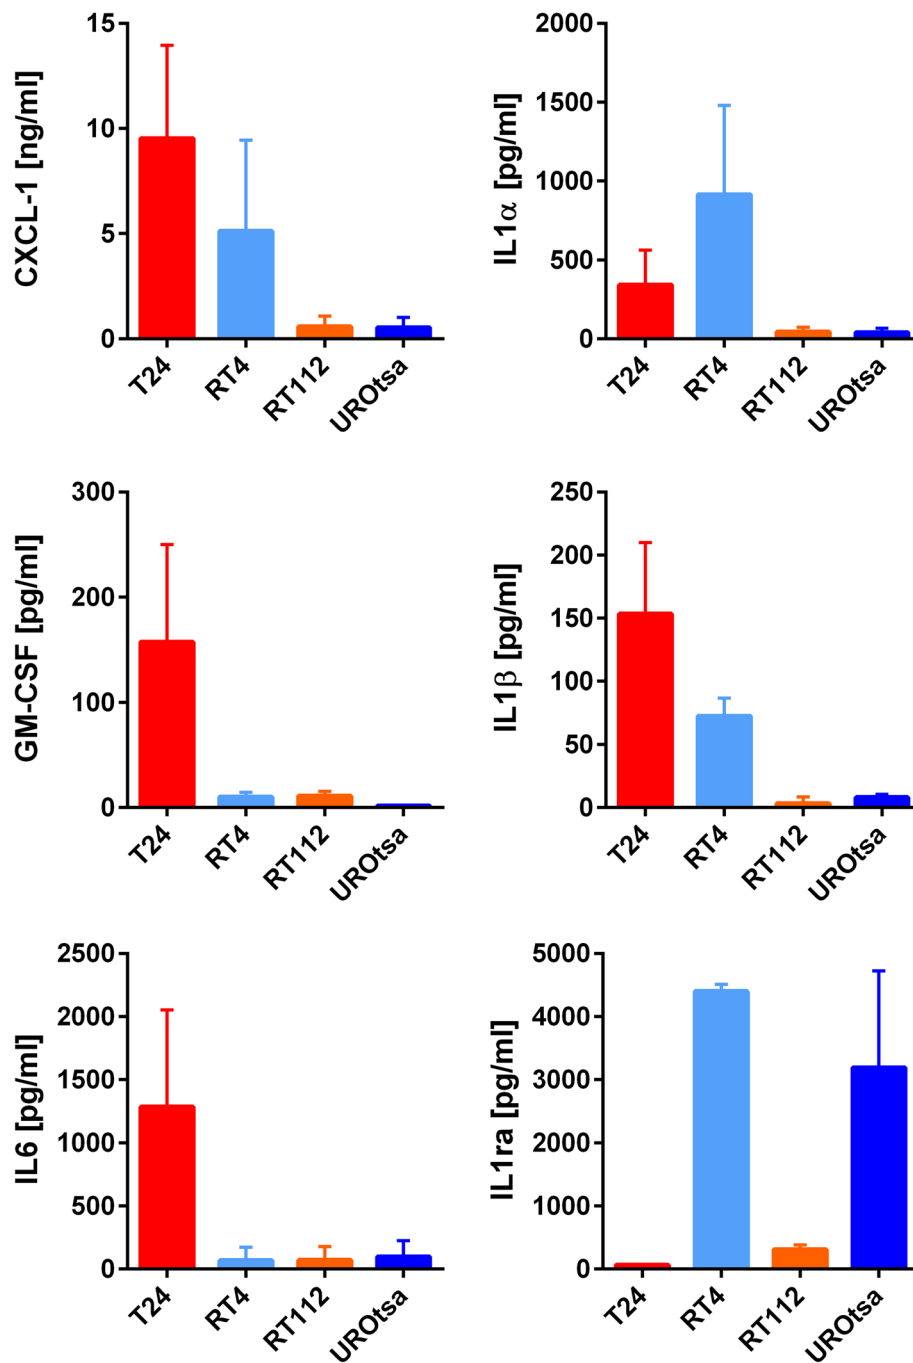 CXCL-1 [ng/ml]
15
10
5
0
T24
RT4
RT112
UROtsa
IL1α [pg/ml]
2000
1500
1000
500
0
T24
RT4
RT112
UROtsa
GM-CSF [pg/ml]
300
200
100
0
T24
RT4
RT112
UROtsa
IL1β [pg/ml]
250
200
150
100
50
0
T24
RT4
RT112
UROtsa
IL6 [pg/ml]
2500
2000
1500
1000
500
0
T24
RT4
RT112
UROtsa
IL1ra [pg/ml]
5000
4000
3000
2000
1000
0
T24
RT4
RT112
UROtsa